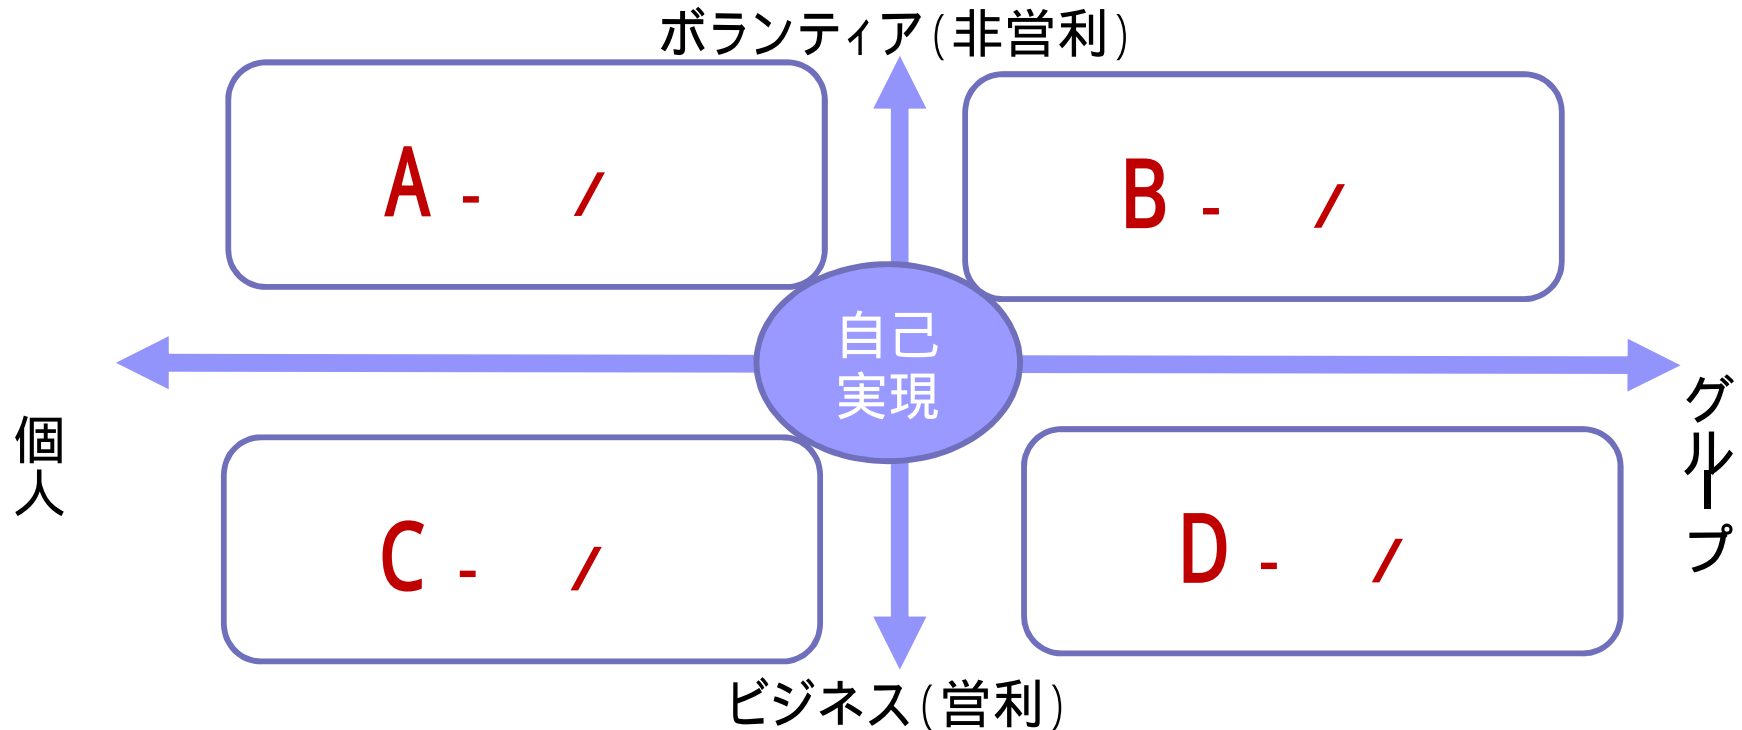 ボランティア(非営利)
A - /
B - /
自己
実現
個人
グループ
C - /
D - /
ビジネス(営利)